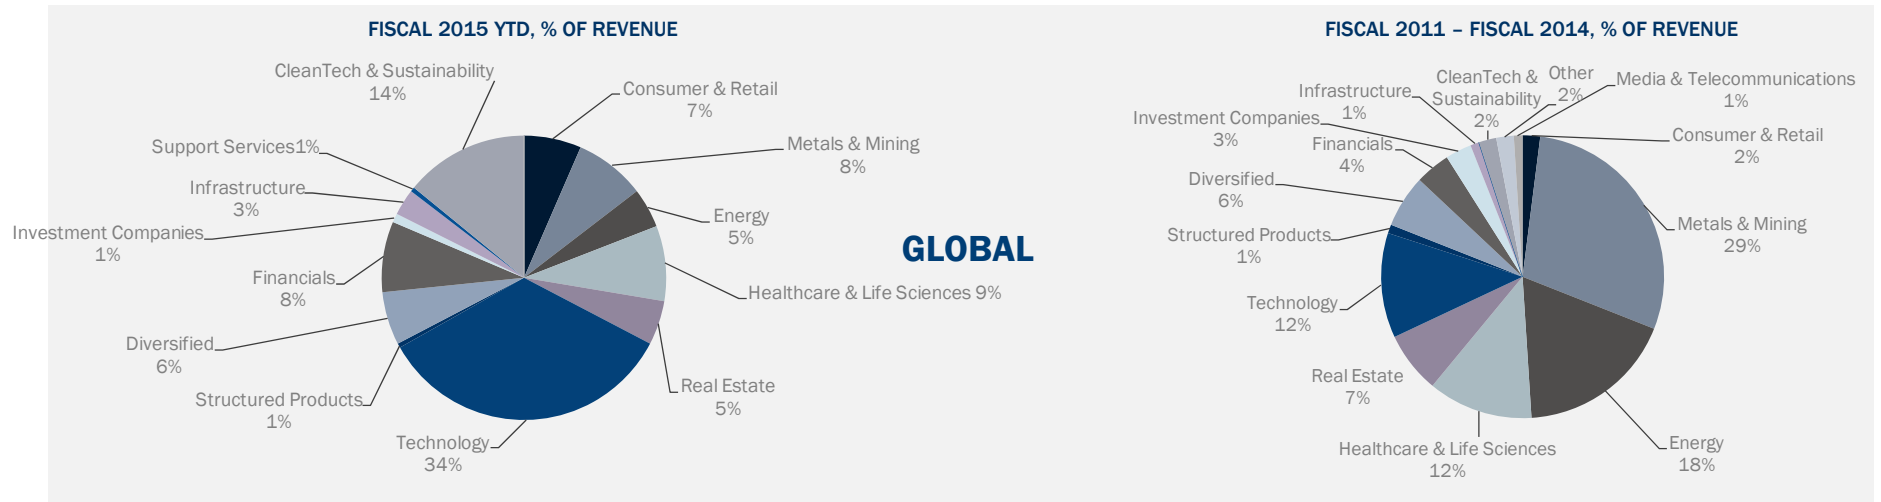 FISCAL 2015 YTD, % OF REVENUE
CleanTech & Sustainability
14%
Consumer & Retail
7%
Metals & Mining
8%
Energy
5%
Healthcare & Life Sciences 9%
Real Estate
5%
Technology
34%
Structured Products
1%
Diversified
6%
Financials
8%
Investment Companies
1%
Infrastructure
3%
Support Services1%
GLOBAL
FISCAL 2011 – FISCAL 2014, % OF REVENUE
Consumer & Retail
2%
Metals & Mining
29%
Energy
18%
Healthcare & Life Sciences
12%
Real Estate
7%
Technology
12%
Structured Products
1%
Diversified
6%
Financials
4%
Investment Companies
3%
Infrastructure
1%
CleanTech &
Sustainability
2%
Other
2%
Media & Telecommunications
1%